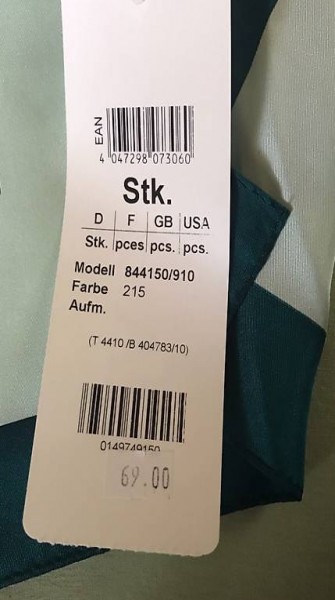 EAN
4 047298 073060
Stk.
D F GB USA
Stk. pces pcs. pcs.
Modell 844150/910
Farbe 215
Aufm.
(T 4410 /B 404783/10)
0149749150
69.00